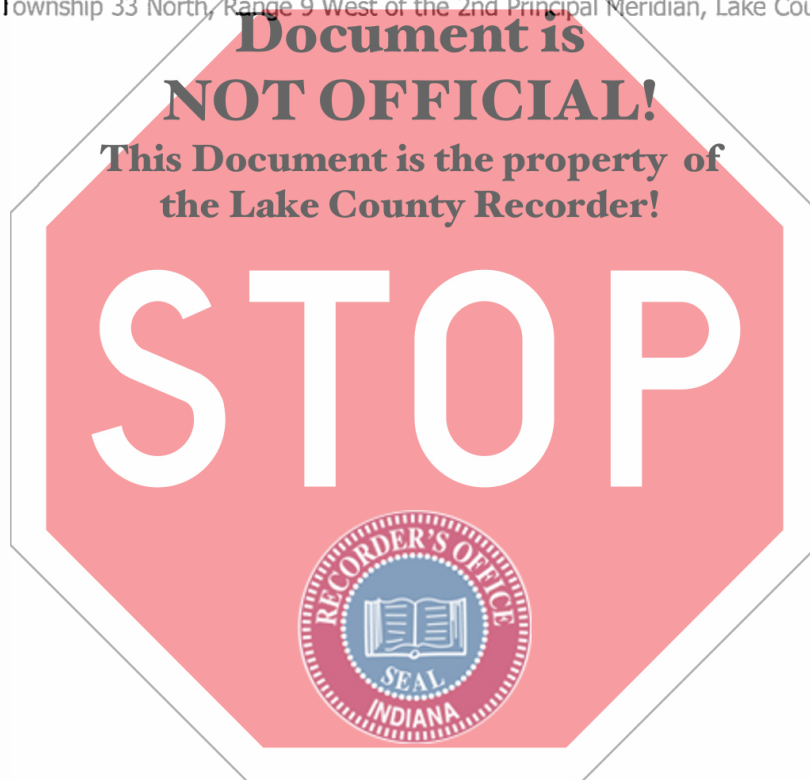 Township 33 North, Range 9 West of the 2nd Principal Meridian, Lake Cou
Document is
NOT OFFICIAL!
This Document is the property of
the Lake County Recorder!
STOP
RECORDER'S OFFICE
SEAL
INDIANA